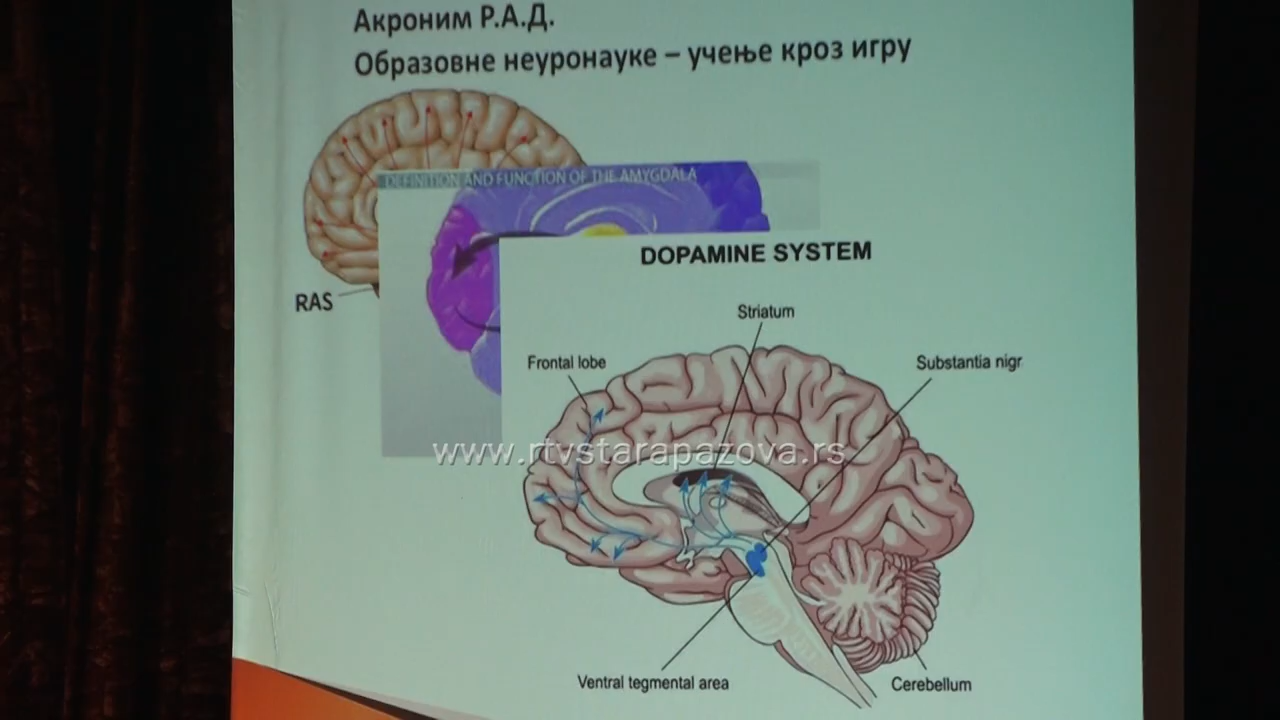 Акроним Р.А.Д.
Образовне неуронауке – учење кроз игру
DEFINITION AND FUNCTION OF THE AMYGDALA
DOPAMINE SYSTEM
RAS
Striatum
Frontal lobe
Substantia nigr
www.rtvstarapazova.rs
Ventral tegmental area
Cerebellum